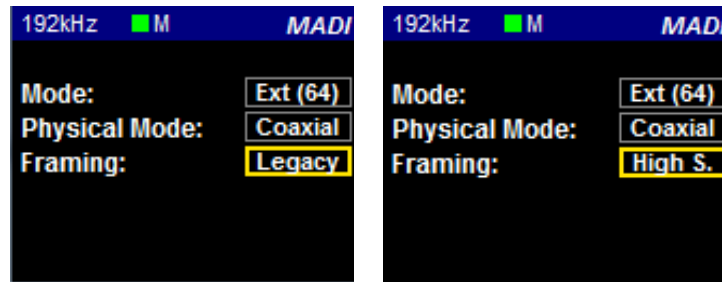 192kHz M MADI
Mode: Ext (64)
Physical Mode: Coaxial
Framing: Legacy
192kHz M MADI
Mode: Ext (64)
Physical Mode: Coaxial
Framing: High S.